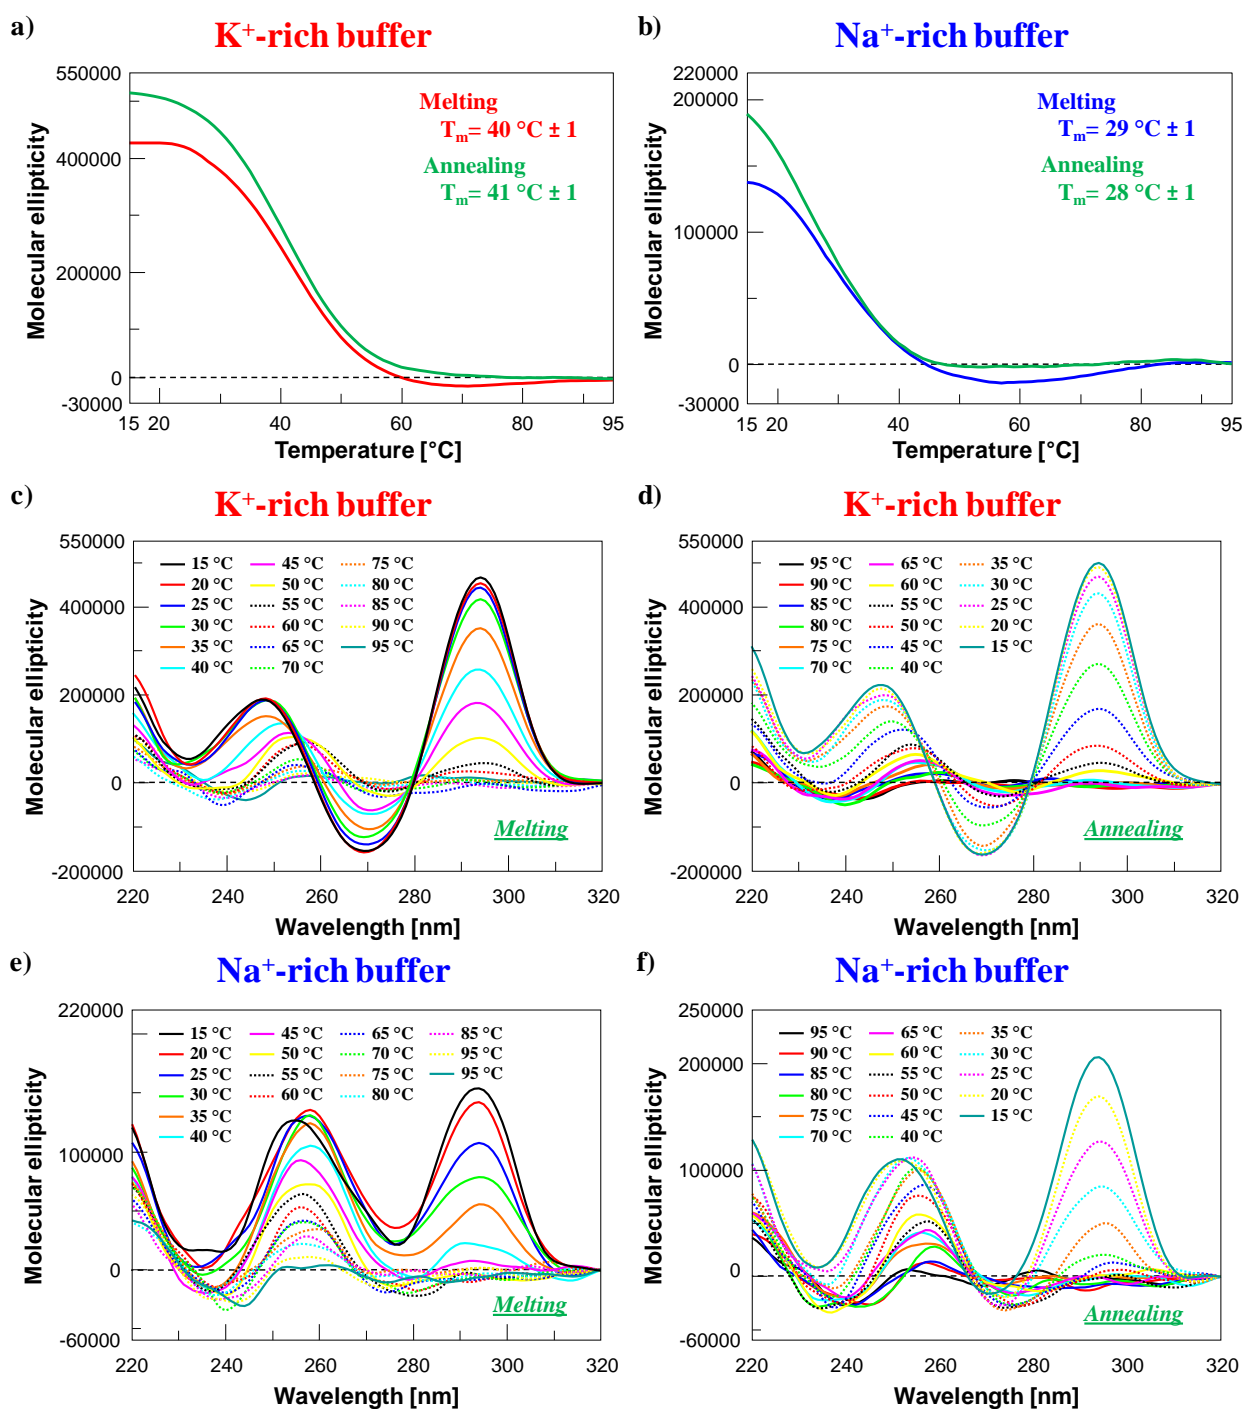 a)
K+-rich buffer
550000
400000
200000
0
-30000
Molecular ellipticity
Melting
Tm= 40 °C ± 1
Annealing
Tm= 41 °C ± 1
15 20 40 60 80 95
Temperature [°C]
b)
Na+-rich buffer
220000
200000
100000
0
-30000
Molecular ellipticity
Melting
Tm= 29 °C ± 1
Annealing
Tm= 28 °C ± 1
15 20 40 60 80 95
Temperature [°C]
c)
K+-rich buffer
550000
400000
200000
0
-200000
Molecular ellipticity
15 °C 45 °C 75 °C
20 °C 50 °C 80 °C
25 °C 55 °C 85 °C
30 °C 60 °C 90 °C
35 °C 65 °C 95 °C
40 °C 70 °C
Melting
220 240 260 280 300 320
Wavelength [nm]
d)
K+-rich buffer
550000
400000
200000
0
-200000
Molecular ellipticity
95 °C 65 °C 35 °C
90 °C 60 °C 30 °C
85 °C 55 °C 25 °C
80 °C 50 °C 20 °C
75 °C 45 °C 15 °C
70 °C 40 °C
Annealing
220 240 260 280 300 320
Wavelength [nm]
e)
Na+-rich buffer
220000
100000
0
-60000
Molecular ellipticity
15 °C 45 °C 65 °C 85 °C
20 °C 50 °C 70 °C 95 °C
25 °C 55 °C 75 °C 95 °C
30 °C 60 °C 80 °C
35 °C
40 °C
Melting
220 240 260 280 300 320
Wavelength [nm]
f)
Na+-rich buffer
250000
200000
100000
0
-60000
Molecular ellipticity
95 °C 65 °C 35 °C
90 °C 60 °C 30 °C
85 °C 55 °C 25 °C
80 °C 50 °C 20 °C
75 °C 45 °C 15 °C
70 °C 40 °C
Annealing
220 240 260 280 300 320
Wavelength [nm]